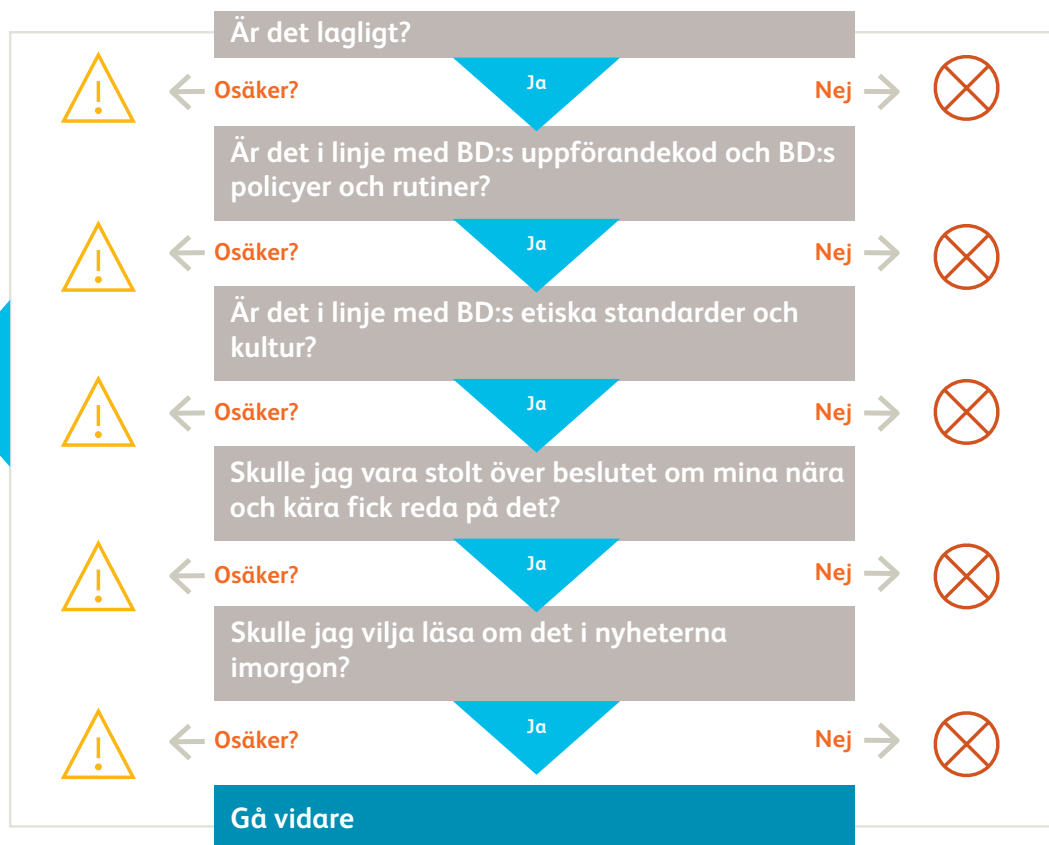 Är det lagligt?
Osäker?
Ja
Nej
Är det i linje med BD:s uppförandekod och BD:s
policyer och rutiner?
Osäker?
Ja
Nej
Är det i linje med BD:s etiska standarder och
kultur?
Osäker?
Ja
Nej
Skulle jag vara stolt över beslutet om mina nära
och kära fick reda på det?
Osäker?
Ja
Nej
Skulle jag vilja läsa om det i nyheterna
imorgon?
Osäker?
Ja
Nej
Gå vidare